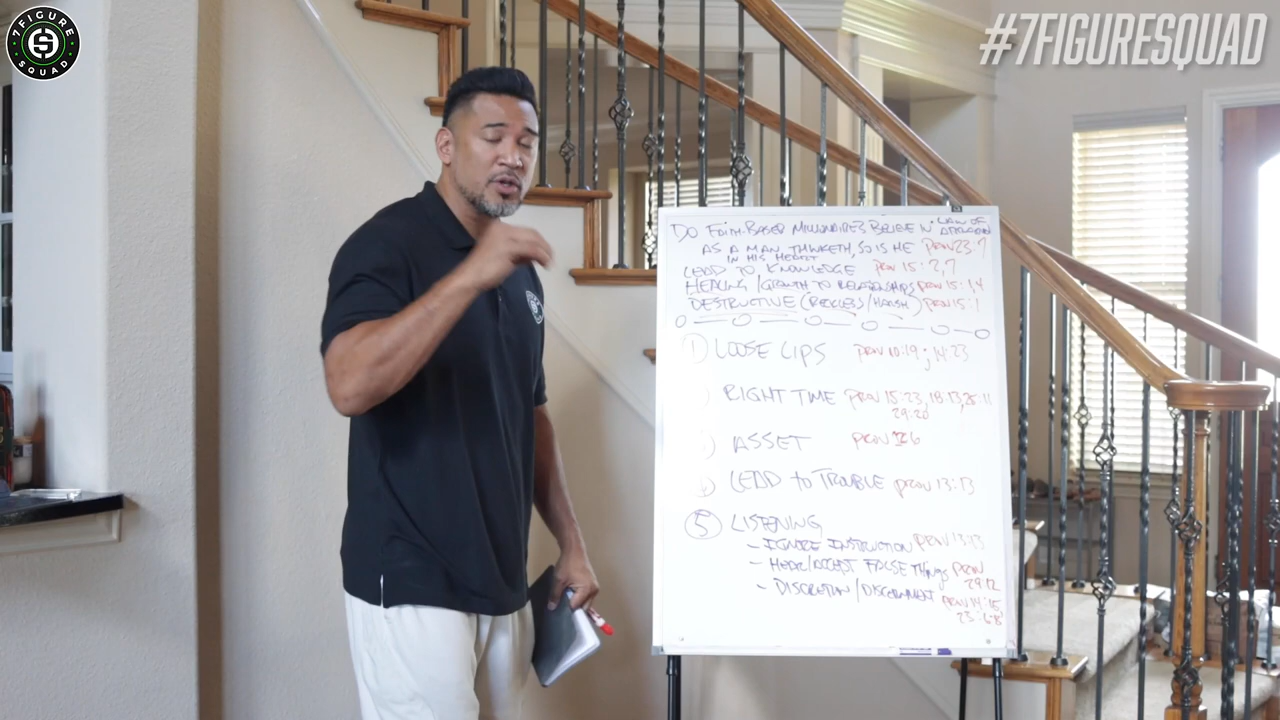 7FIGURE
SQUAD
#7FIGURESQUAD
DO FAITH-BASED MILLIONAIRES BELIEVE IN LAW OF ATTRACTION
AS A MAN THINKETH, SO IS HE PROV 23:7
IN HIS HEART
LEAD TO KNOWLEDGE PROV 15:2,7
HEALING/GROWTH TO RELATIONSHIPS PROV 15:1,4
DESTRUCTIVE (RECKLESS/HARSH) PROV 15:1
1) LOOSE LIPS PROV 10:19; 14:23
) RIGHT TIME PROV 15:23, 18:13, 25:11
29:20
) ASSET PROV
) LEAD TO TROUBLE PROV 13:13
5 LISTENING
- IGNORE INSTRUCTION PROV 13:13
- HEAR/ACCEPT FALSE THINGS PROV
29:12
- DISCRETION/DISCERNMENT PROV 14:15,
23:6-8